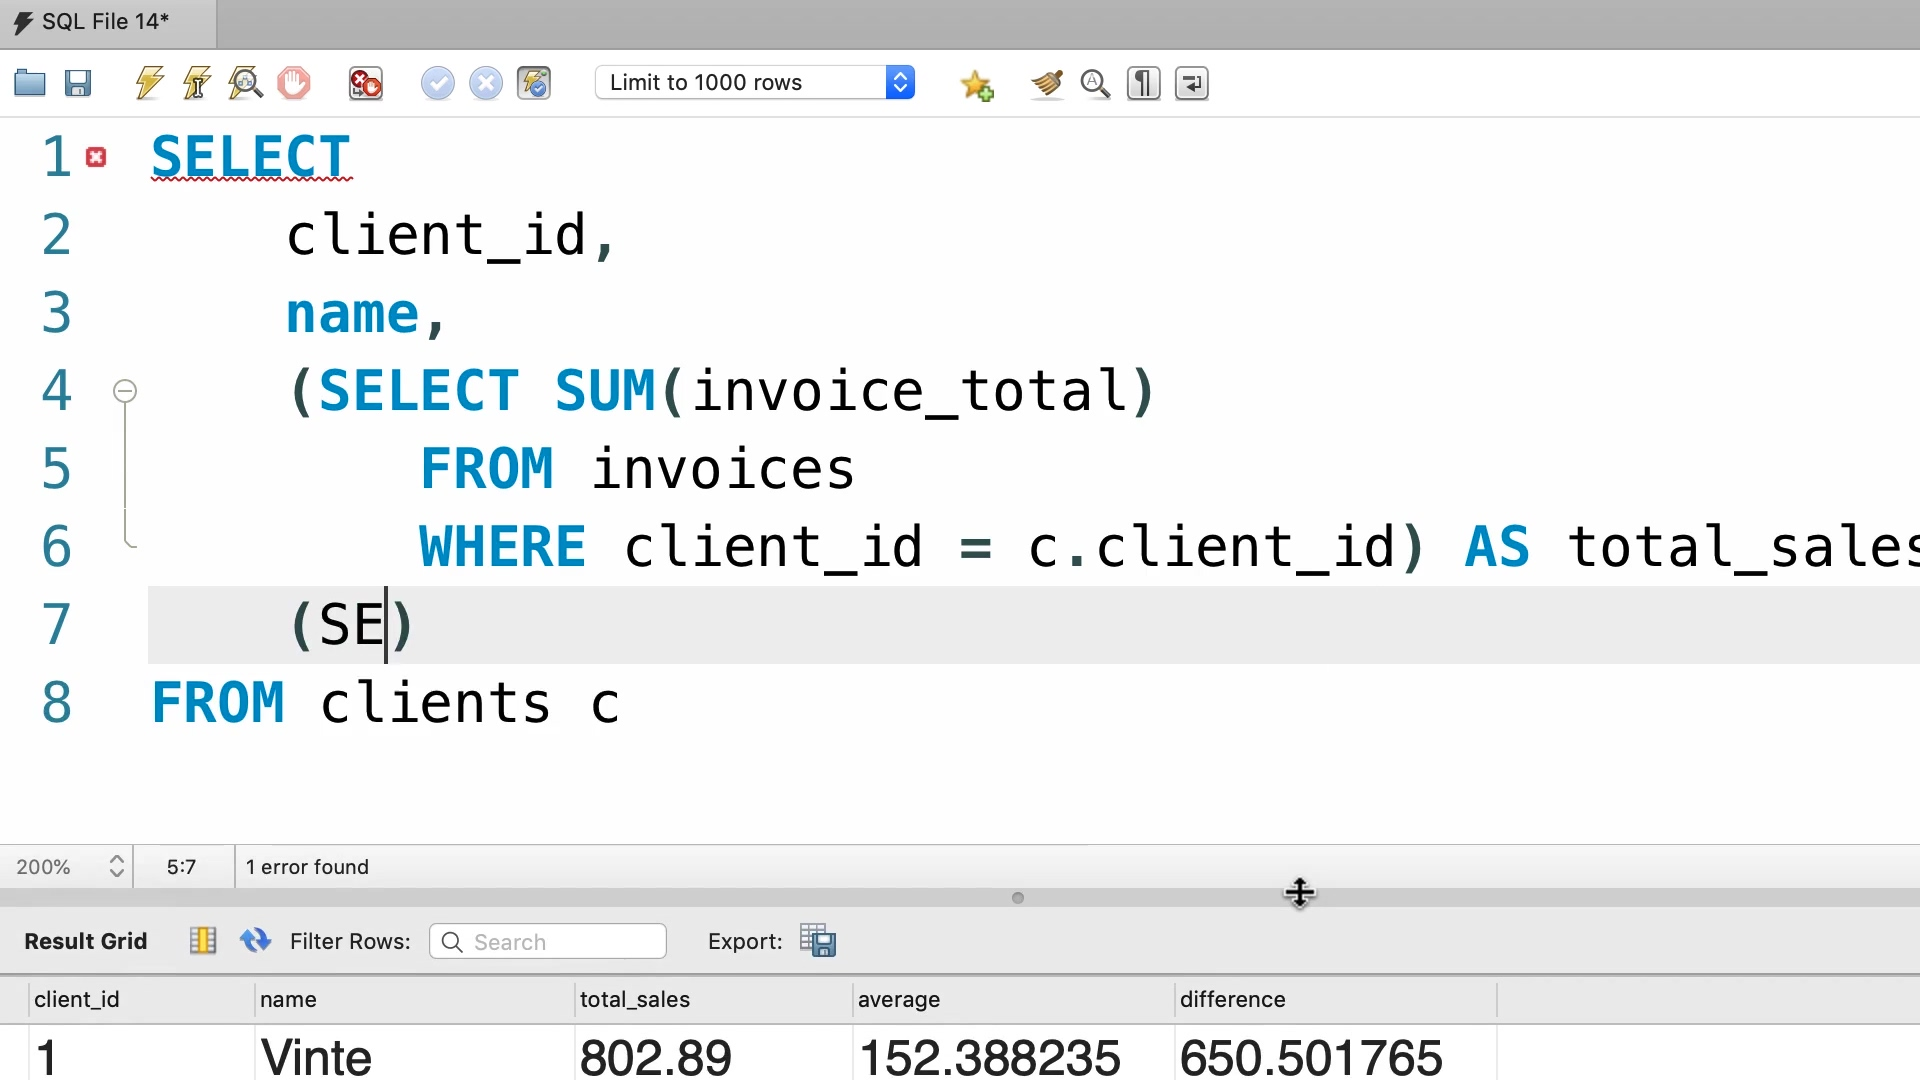 SQL File 14*
Limit to 1000 rows
1 SELECT
2 client_id,
3 name,
4 (SELECT SUM(invoice_total)
5 FROM invoices
6 WHERE client_id = c.client_id) AS total_sales
7 (SE)
8 FROM clients c
200% 5:7 1 error found
Result Grid Filter Rows: Search Export:
client_id name total_sales average difference
1 Vinte 802.89 152.388235 650.501765